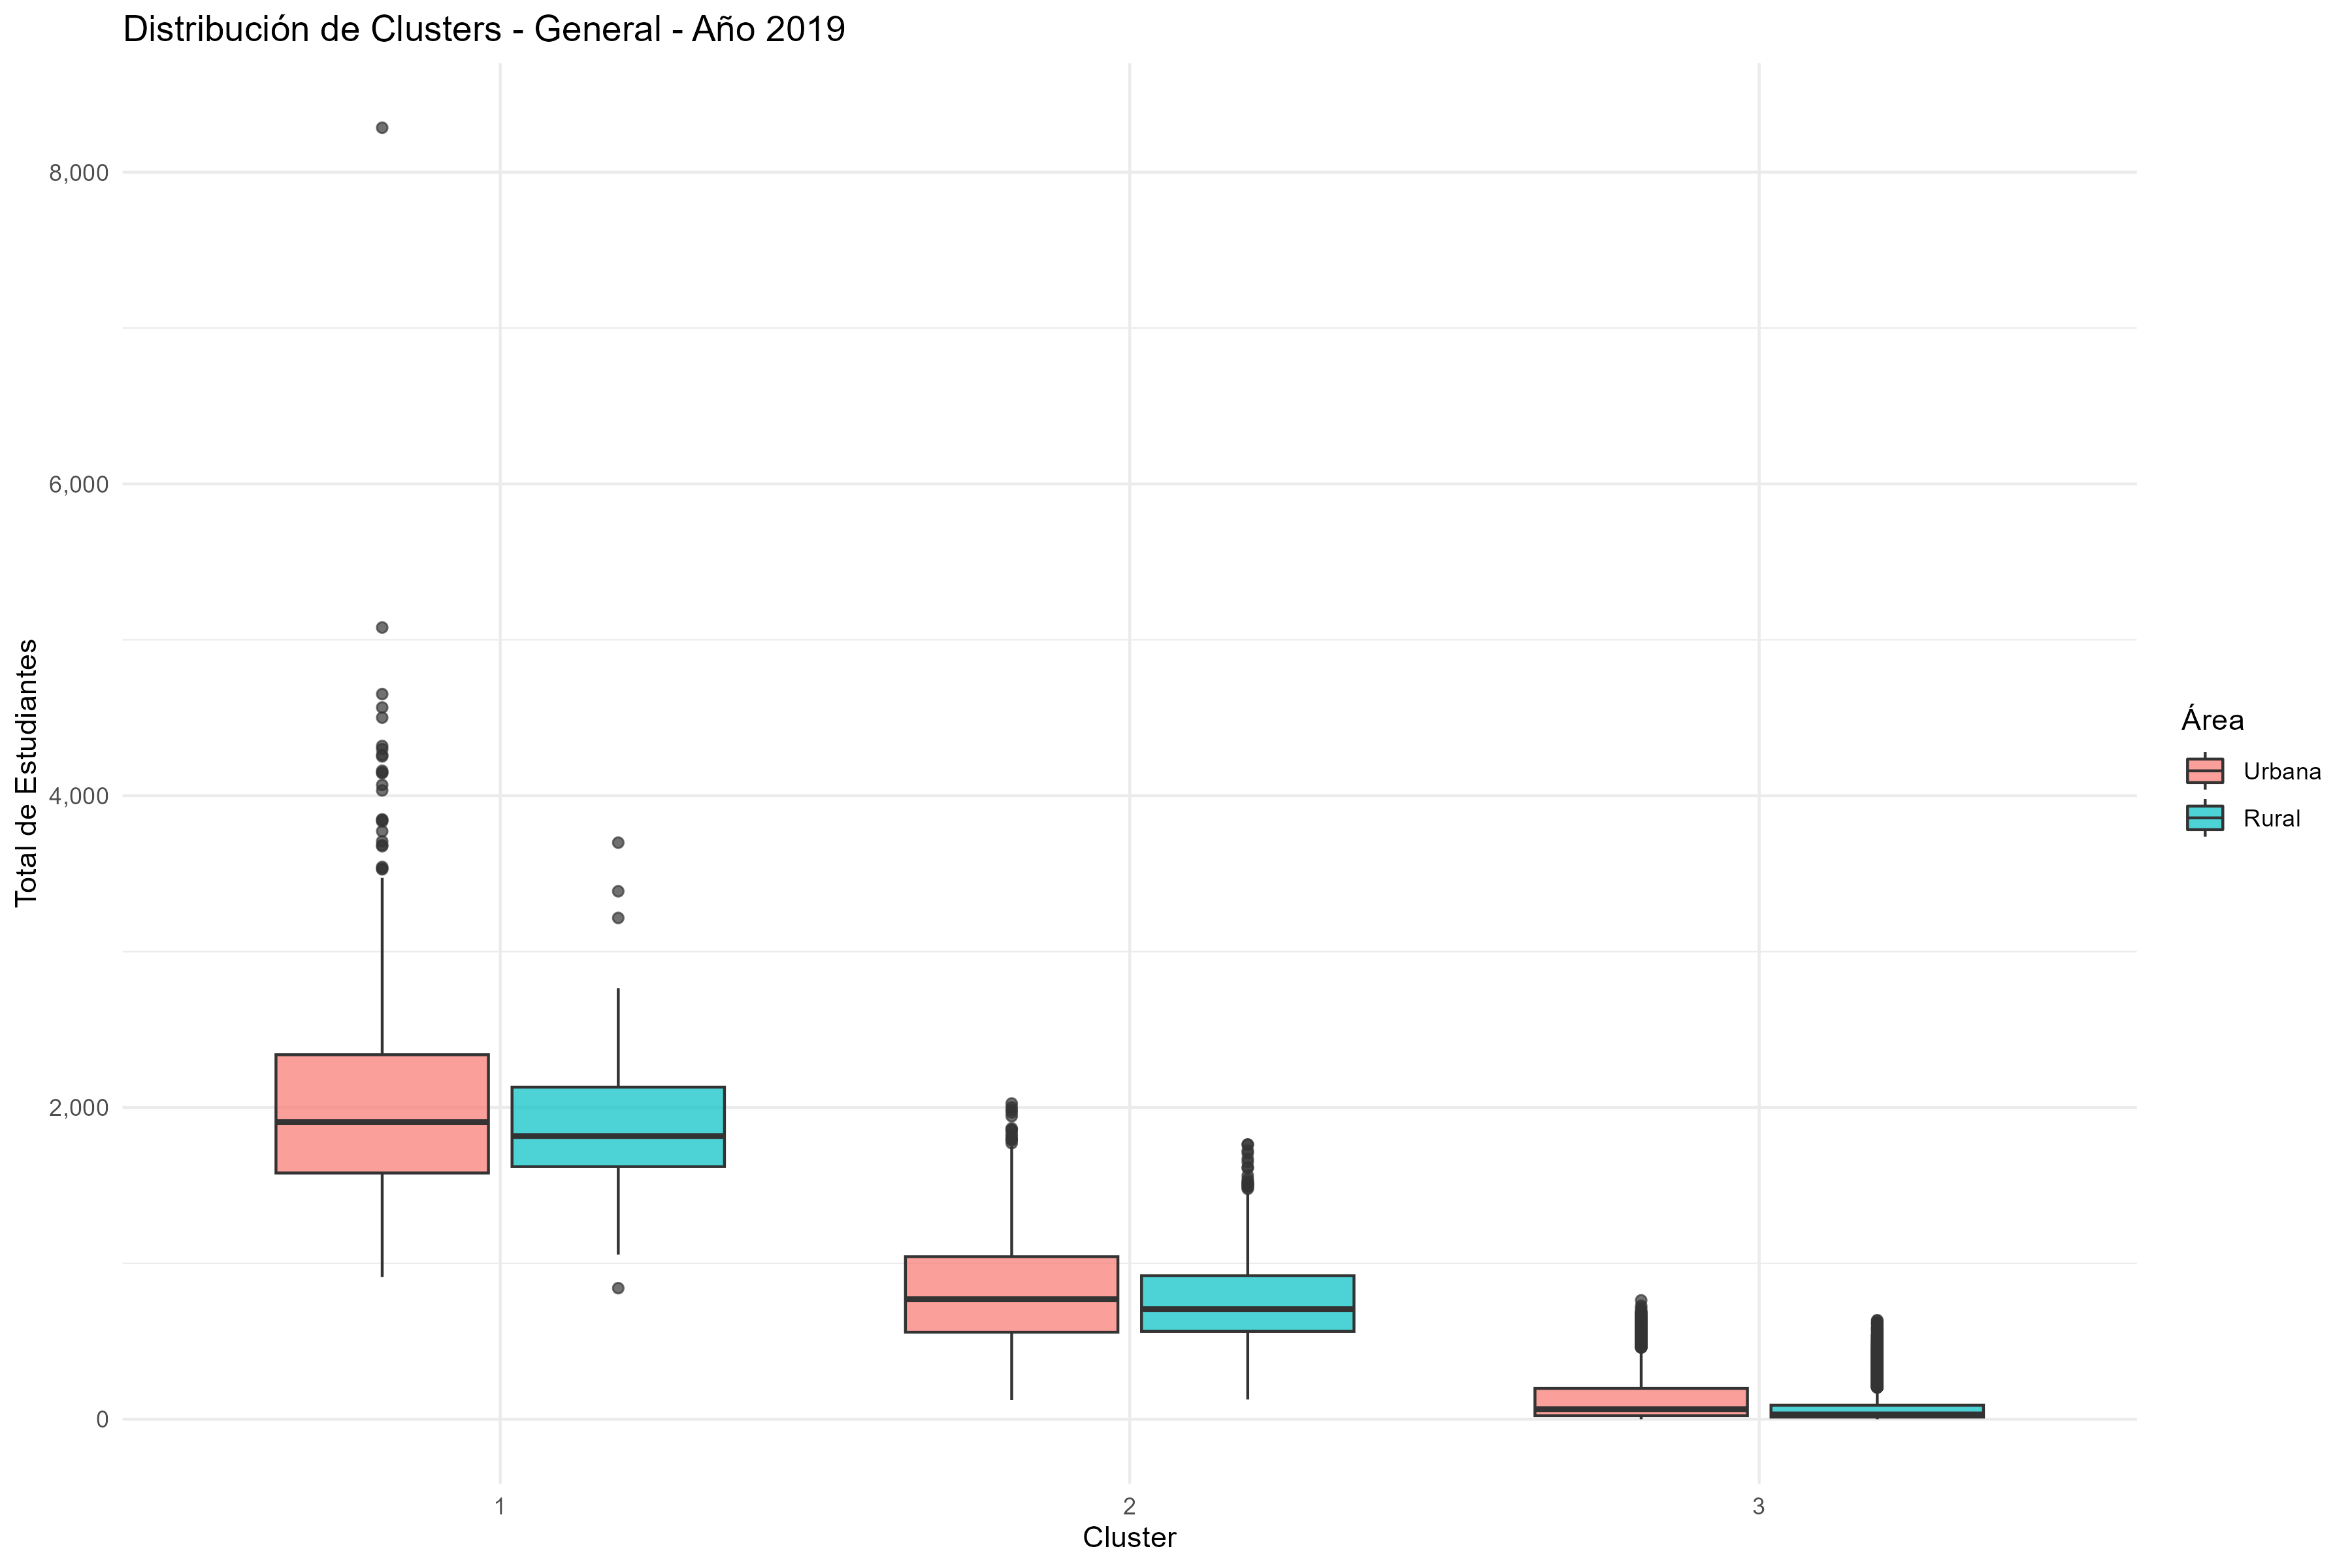 Distribución de Clusters - General - Año 2019
Total de Estudiantes
8,000
6,000
4,000
2,000
0
1
2
3
Cluster
Área
Urbana
Rural